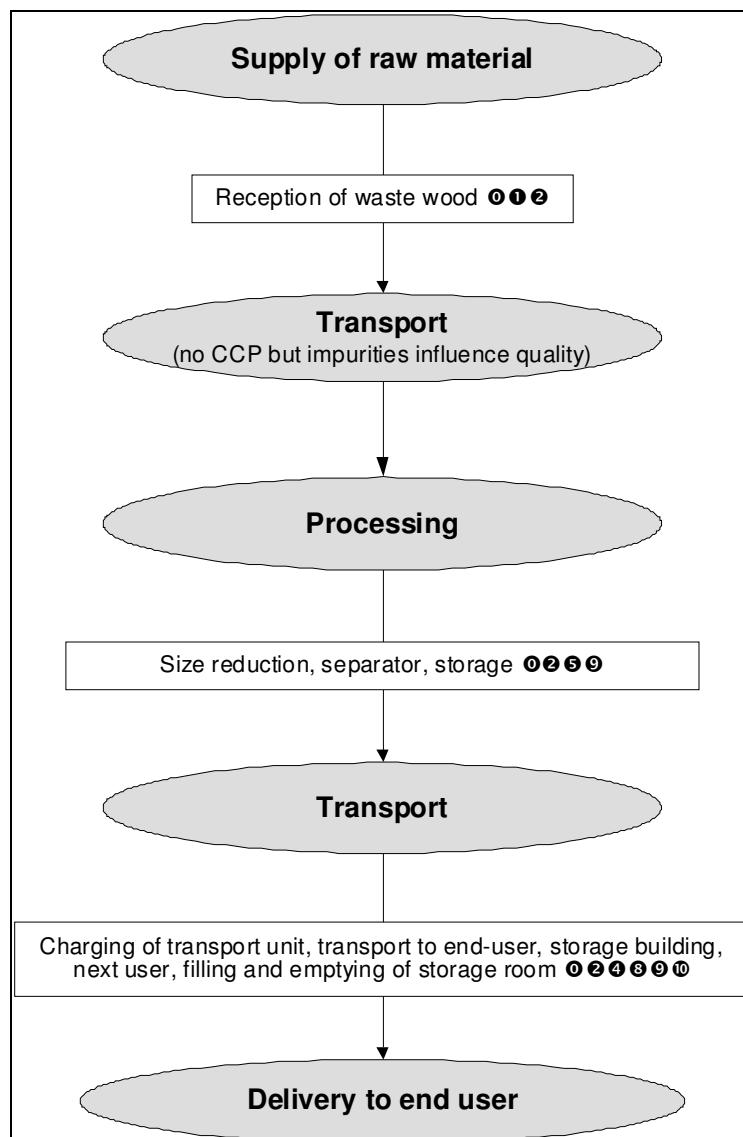 Supply of raw material
Reception of waste wood ⓿❶❷
Transport
(no CCP but impurities influence quality)
Processing
Size reduction, separator, storage ⓿❷❺❾
Transport
Charging of transport unit, transport to end-user, storage building,
next user, filling and emptying of storage room ⓿❷❹❽❾❿
Delivery to end user